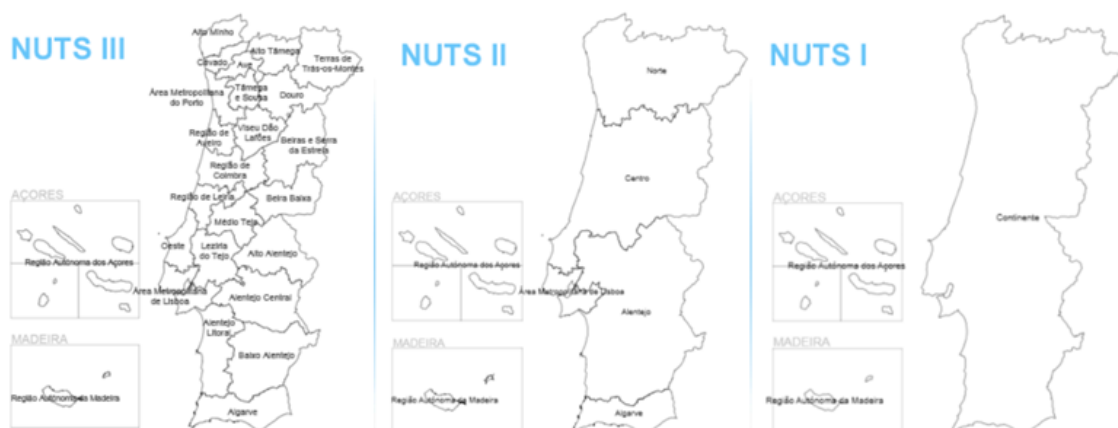 NUTS III
Alto Minho
Alto Tâmega
Terras de
Trás-os-Montes
Cávado
Ave
Tâmega
e Sousa
Douro
Área Metropolitana
do Porto
Viseu Dão
Lafões
Região de
Aveiro
Beiras e Serra
da Estrela
Região de
Coimbra
Região de Leiria
Beira Baixa
Médio Tejo
Oeste
Lezíria
do Tejo
Alto Alentejo
Área Metropolitana
de Lisboa
Alentejo Central
Alentejo
Litoral
Baixo Alentejo
Algarve
AÇORES
Região Autónoma dos Açores
MADEIRA
Região Autónoma da Madeira
NUTS II
Norte
Centro
Área Metropolitana de Lisboa
Alentejo
Algarve
AÇORES
Região Autónoma dos Açores
MADEIRA
Região Autónoma da Madeira
NUTS I
Continente
AÇORES
Região Autónoma dos Açores
MADEIRA
Região Autónoma da Madeira